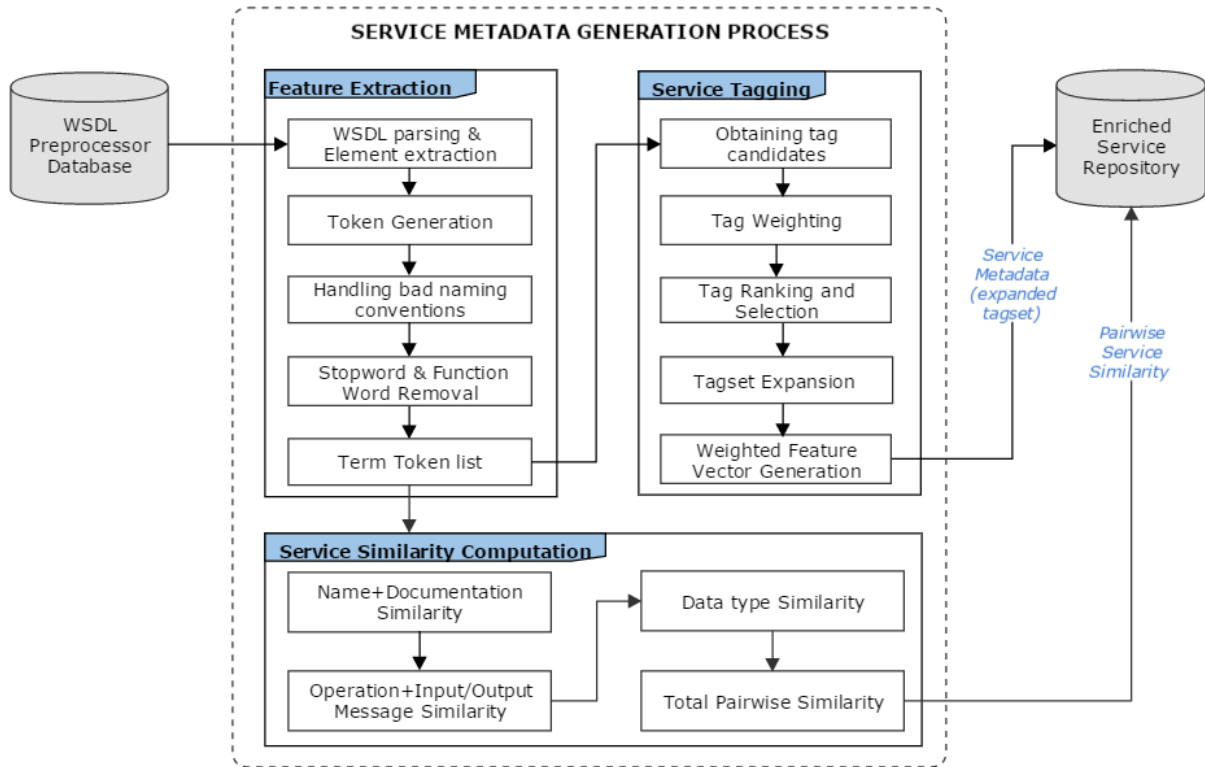 SERVICE METADATA GENERATION PROCESS
WSDL
Preprocessor
Database
Feature Extraction
WSDL parsing &
Element extraction
Token Generation
Handling bad naming
conventions
Stopword & Function
Word Removal
Term Token list
Service Tagging
Obtaining tag
candidates
Tag Weighting
Tag Ranking and
Selection
Tagset Expansion
Weighted Feature
Vector Generation
Service Similarity Computation
Name+Documentation
Similarity
Operation+Input/Output
Message Similarity
Data type Similarity
Total Pairwise Similarity
Service
Metadata
(expanded
tagset)
Pairwise
Service
Similarity
Enriched
Service
Repository